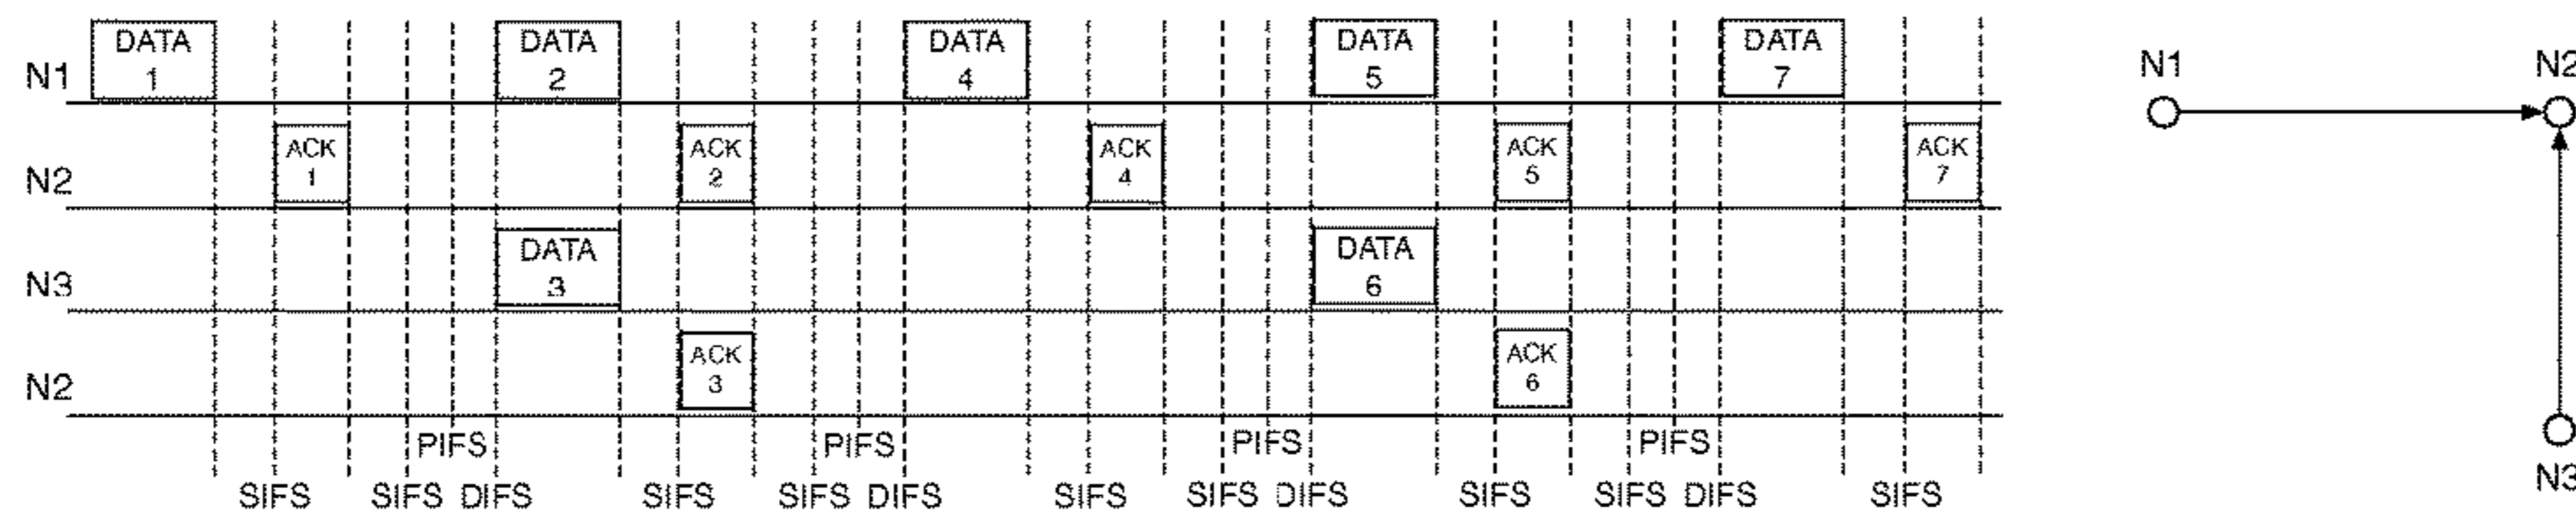 DATA 1 DATA 2 DATA 4 DATA 5 DATA 7
N1
ACK 1 ACK 2 ACK 4 ACK 5 ACK 7
N2
DATA 3 DATA 6
N3
ACK 3 ACK 6
N2
PIFS PIFS PIFS PIFS
SIFS SIFS DIFS SIFS SIFS DIFS SIFS SIFS DIFS SIFS SIFS DIFS SIFS
N1 N2
N3